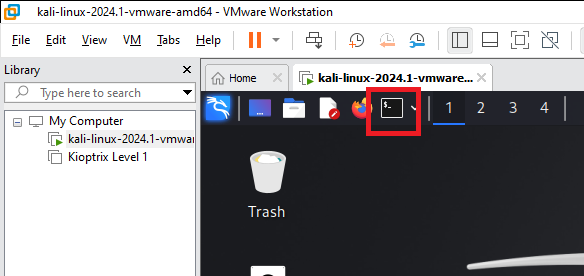 kali-linux-2024.1-vmware-amd64 - VMware Workstation
File Edit View VM Tabs Help
Library
Type here to search
My Computer
kali-linux-2024.1-vmwar
Kioptrix Level 1
Home
kali-linux-2024.1-vmware...
$_
1 2 3 4
Trash